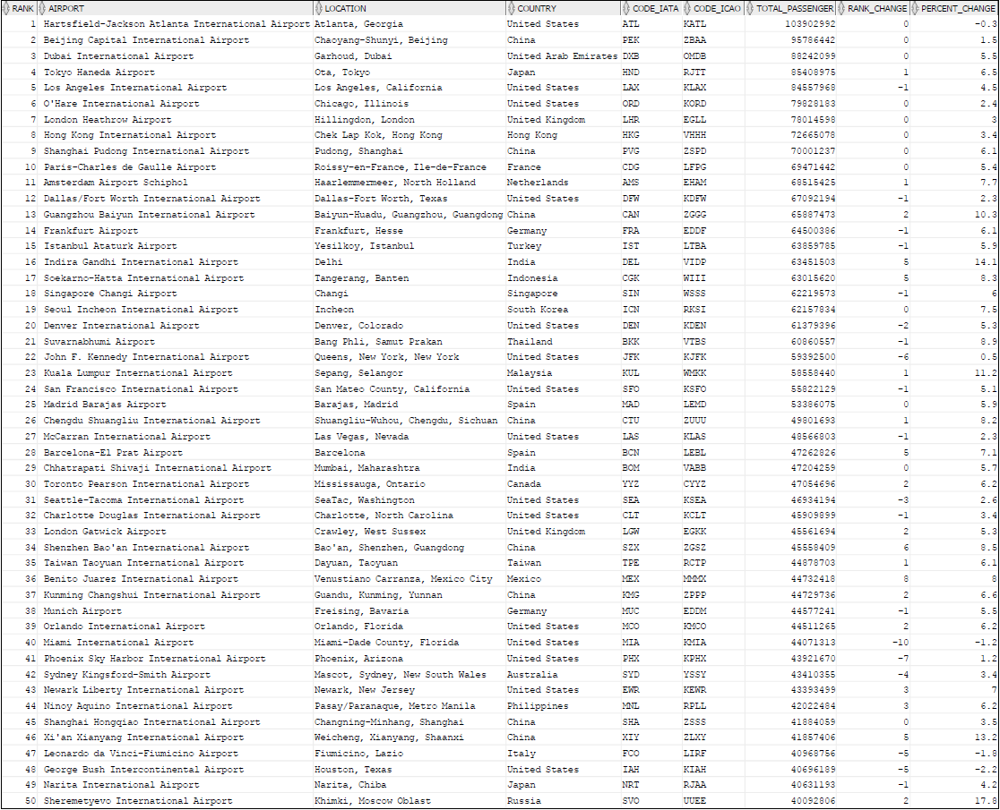 RANK AIRPORT LOCATION COUNTRY CODE_IATA CODE_ICAO TOTAL_PASSENGER RANK_CHANGE PERCENT_CHANGE
1 Hartsfield-Jackson Atlanta International Airport Atlanta, Georgia United States ATL KATL 103902992 0 -0.3
2 Beijing Capital International Airport Chaoyang-Shunyi, Beijing China PEK ZBAA 95786442 0 1.5
3 Dubai International Airport Garhoud, Dubai United Arab Emirates DXB OMDB 88242099 0 5.5
4 Tokyo Haneda Airport Ota, Tokyo Japan HND RJTT 85408975 1 6.5
5 Los Angeles International Airport Los Angeles, California United States LAX KLAX 84557968 -1 4.5
6 O'Hare International Airport Chicago, Illinois United States ORD KORD 79828183 0 2.4
7 London Heathrow Airport Hillingdon, London United Kingdom LHR EGLL 78014598 0 3
8 Hong Kong International Airport Chek Lap Kok, Hong Kong Hong Kong HKG VHHH 72665078 0 3.4
9 Shanghai Pudong International Airport Pudong, Shanghai China PVG ZSPD 70001237 0 6.1
10 Paris-Charles de Gaulle Airport Roissy-en-France, Ile-de-France France CDG LFPG 69471442 0 5.4
11 Amsterdam Airport Schiphol Haarlemmermeer, North Holland Netherlands AMS EHAM 68515425 1 7.7
12 Dallas/Fort Worth International Airport Dallas-Fort Worth, Texas United States DFW KDFW 67092194 -1 2.3
13 Guangzhou Baiyun International Airport Baiyun-Huadu, Guangzhou, Guangdong China CAN ZGGG 65887473 2 10.3
14 Frankfurt Airport Frankfurt, Hesse Germany FRA EDDF 64500386 -1 6.1
15 Istanbul Ataturk Airport Yesilkoy, Istanbul Turkey IST LTBA 63859785 -1 5.9
16 Indira Gandhi International Airport Delhi India DEL VIDP 63451503 5 14.1
17 Soekarno-Hatta International Airport Tangerang, Banten Indonesia CGK WIII 63015620 5 8.3
18 Singapore Changi Airport Changi Singapore SIN WSSS 62219573 -1 6
19 Seoul Incheon International Airport Incheon South Korea ICN RKSI 62157834 0 7.5
20 Denver International Airport Denver, Colorado United States DEN KDEN 61379396 -2 5.3
21 Suvarnabhumi Airport Bang Phli, Samut Prakan Thailand BKK VTBS 60860557 -1 8.9
22 John F. Kennedy International Airport Queens, New York, New York United States JFK KJFK 59392500 -6 0.5
23 Kuala Lumpur International Airport Sepang, Selangor Malaysia KUL WMKK 58558440 1 11.2
24 San Francisco International Airport San Mateo County, California United States SFO KSFO 55822129 -1 5.1
25 Madrid Barajas Airport Barajas, Madrid Spain MAD LEMD 53386075 0 5.9
26 Chengdu Shuangliu International Airport Shuangliu-Wuhou, Chengdu, Sichuan China CTU ZUUU 49801693 1 8.2
27 McCarran International Airport Las Vegas, Nevada United States LAS KLAS 48566803 -1 2.3
28 Barcelona-El Prat Airport Barcelona Spain BCN LEBL 47262826 5 7.1
29 Chhatrapati Shivaji International Airport Mumbai, Maharashtra India BOM VABB 47204259 0 5.7
30 Toronto Pearson International Airport Mississauga, Ontario Canada YYZ CYYZ 47054696 2 6.2
31 Seattle-Tacoma International Airport SeaTac, Washington United States SEA KSEA 46934194 -3 2.6
32 Charlotte Douglas International Airport Charlotte, North Carolina United States CLT KCLT 45909899 -1 3.4
33 London Gatwick Airport Crawley, West Sussex United Kingdom LGW EGKK 45561694 2 5.3
34 Shenzhen Bao'an International Airport Bao'an, Shenzhen, Guangdong China SZX ZGSZ 45558409 6 8.5
35 Taiwan Taoyuan International Airport Dayuan, Taoyuan Taiwan TPE RCTP 44878703 1 6.1
36 Benito Juarez International Airport Venustiano Carranza, Mexico City Mexico MEX MMMX 44732418 8 8
37 Kunming Changshui International Airport Guandu, Kunming, Yunnan China KMG ZPPP 44729736 2 6.6
38 Munich Airport Freising, Bavaria Germany MUC EDDM 44577241 -1 5.5
39 Orlando International Airport Orlando, Florida United States MCO KMCO 44511265 2 6.2
40 Miami International Airport Miami-Dade County, Florida United States MIA KMIA 44071313 -10 -1.2
41 Phoenix Sky Harbor International Airport Phoenix, Arizona United States PHX KPHX 43921670 -7 1.2
42 Sydney Kingsford-Smith Airport Mascot, Sydney, New South Wales Australia SYD YSSY 43410355 -4 3.4
43 Newark Liberty International Airport Newark, New Jersey United States EWR KEWR 43393499 3 7
44 Ninoy Aquino International Airport Pasay/Paranaque, Metro Manila Philippines MNL RPLL 42022484 3 6.2
45 Shanghai Hongqiao International Airport Changning-Minhang, Shanghai China SHA ZSSS 41884059 0 3.5
46 Xi'an Xianyang International Airport Weicheng, Xianyang, Shaanxi China XIY ZLXY 41857406 5 13.2
47 Leonardo da Vinci-Fiumicino Airport Fiumicino, Lazio Italy FCO LIRF 40968756 -5 -1.8
48 George Bush Intercontinental Airport Houston, Texas United States IAH KIAH 40696189 -5 -2.2
49 Narita International Airport Narita, Chiba Japan NRT RJAA 40631193 -1 4.2
50 Sheremetyevo International Airport Khimki, Moscow Oblast Russia SVO UUEE 40092806 2 17.8